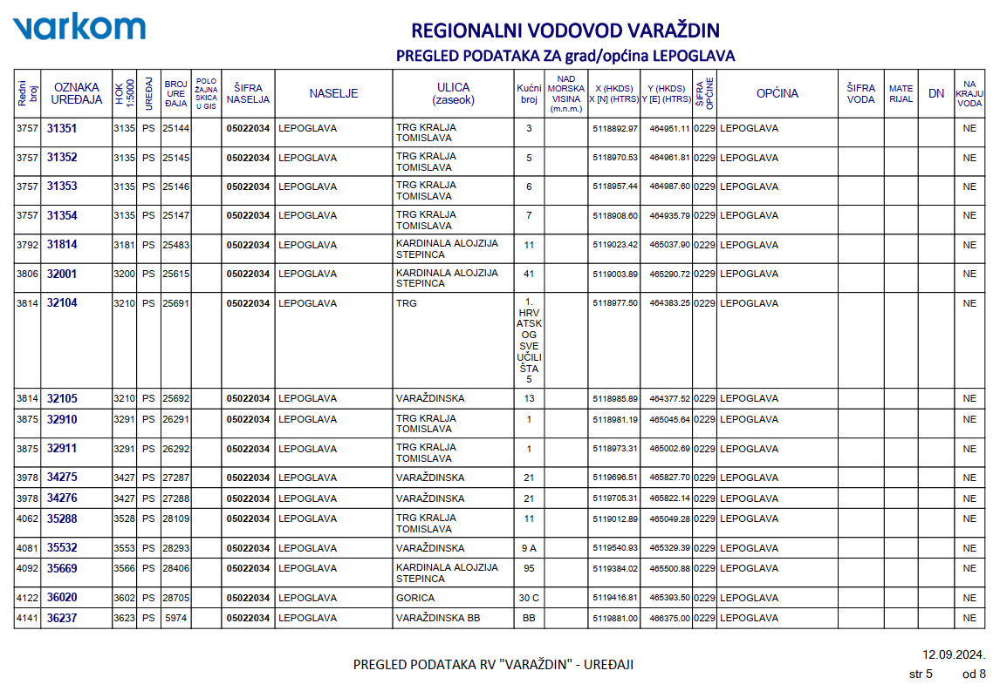 varkom
REGIONALNI VODOVOD VARAŽDIN
PREGLED PODATAKA ZA grad/općina LEPOGLAVA
Redni broj | OZNAKA UREĐAJA | HOK 1:5000 | UREĐAJ | BROJ URE ĐAJA | POLO ŽAJNA SKICA U GIS | ŠIFRA NASELJA | NASELJE | ULICA (zaseok) | Kućni broj | NAD MORSKA VISINA (m.n.m.) | X (HKDS) X [N] (HTRS) | Y (HKDS) Y [E] (HTRS) | ŠIFRA OPĆINE | OPĆINA | ŠIFRA VODA | MATE RIJAL | DN | NA KRAJU VODA
3757 31351 3135 PS 25144 05022034 LEPOGLAVA TRG KRALJA TOMISLAVA 3 5118892.97 464951.11 0229 LEPOGLAVA NE
3757 31352 3135 PS 25145 05022034 LEPOGLAVA TRG KRALJA TOMISLAVA 5 5118970.53 464961.81 0229 LEPOGLAVA NE
3757 31353 3135 PS 25146 05022034 LEPOGLAVA TRG KRALJA TOMISLAVA 6 5118957.44 464987.60 0229 LEPOGLAVA NE
3757 31354 3135 PS 25147 05022034 LEPOGLAVA TRG KRALJA TOMISLAVA 7 5118908.60 464935.79 0229 LEPOGLAVA NE
3792 31814 3181 PS 25483 05022034 LEPOGLAVA KARDINALA ALOJZIJA STEPINCA 11 5119023.42 465037.90 0229 LEPOGLAVA NE
3806 32001 3200 PS 25615 05022034 LEPOGLAVA KARDINALA ALOJZIJA STEPINCA 41 5119003.89 465290.72 0229 LEPOGLAVA NE
3814 32104 3210 PS 25691 05022034 LEPOGLAVA TRG 1. HRV ATSK OG SVE UČILI ŠTA 5 5118977.50 464383.25 0229 LEPOGLAVA NE
3814 32105 3210 PS 25692 05022034 LEPOGLAVA VARAŽDINSKA 13 5118985.89 464377.52 0229 LEPOGLAVA NE
3875 32910 3291 PS 26291 05022034 LEPOGLAVA TRG KRALJA TOMISLAVA 1 5118981.19 465045.64 0229 LEPOGLAVA NE
3875 32911 3291 PS 26292 05022034 LEPOGLAVA TRG KRALJA TOMISLAVA 1 5118973.31 465002.69 0229 LEPOGLAVA NE
3978 34275 3427 PS 27287 05022034 LEPOGLAVA VARAŽDINSKA 21 5119696.51 465827.70 0229 LEPOGLAVA NE
3978 34276 3427 PS 27288 05022034 LEPOGLAVA VARAŽDINSKA 21 5119705.31 465822.14 0229 LEPOGLAVA NE
4062 35288 3528 PS 28109 05022034 LEPOGLAVA TRG KRALJA TOMISLAVA 11 5119012.89 465049.28 0229 LEPOGLAVA NE
4081 35532 3553 PS 28293 05022034 LEPOGLAVA VARAŽDINSKA 9 A 5119540.93 465329.39 0229 LEPOGLAVA NE
4092 35669 3566 PS 28406 05022034 LEPOGLAVA KARDINALA ALOJZIJA STEPINCA 95 5119384.02 465500.88 0229 LEPOGLAVA NE
4122 36020 3602 PS 28705 05022034 LEPOGLAVA GORICA 30 C 5119416.81 465393.50 0229 LEPOGLAVA NE
4141 36237 3623 PS 5974 05022034 LEPOGLAVA VARAŽDINSKA BB BB 5119881.00 466375.00 0229 LEPOGLAVA NE
12.09.2024.
PREGLED PODATAKA RV "VARAŽDIN" - UREĐAJI
str 5 od 8